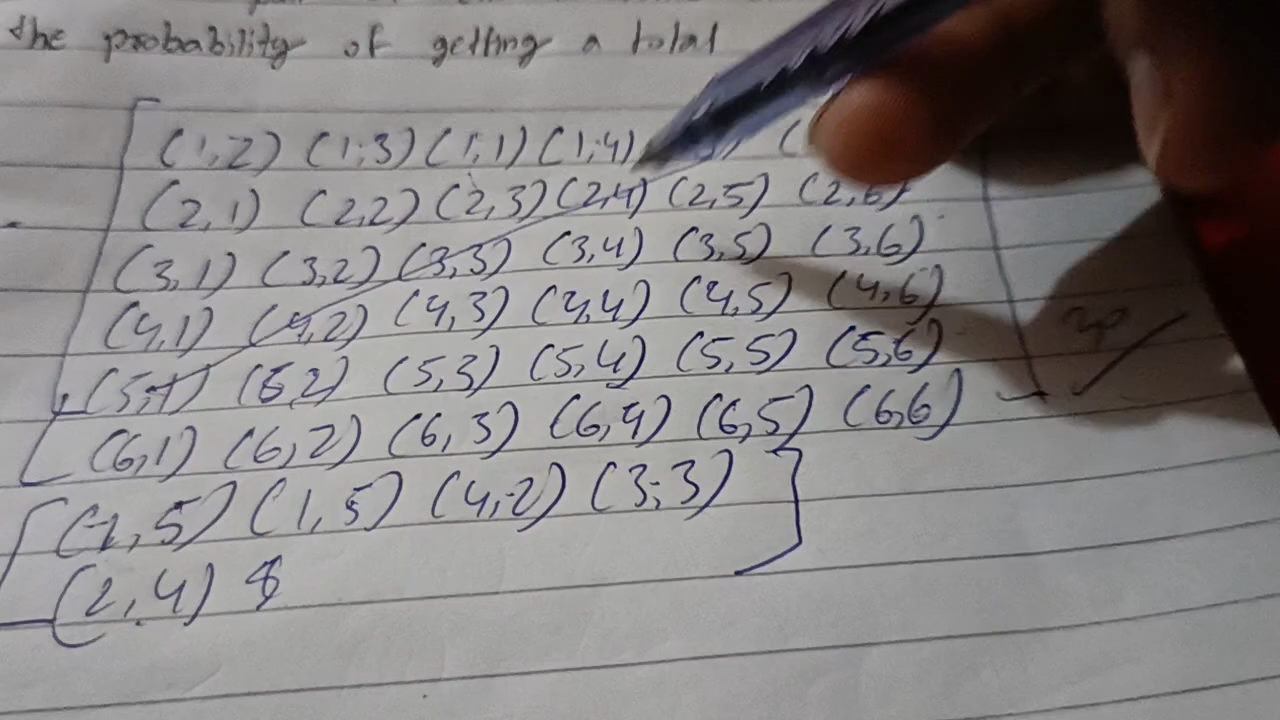 the probability of getting a total
(1,2) (1,3) (1,1) (1,4) (
(2,1) (2,2) (2,3) (2,4) (2,5) (2,6)
(3,1) (3,2) (3,3) (3,4) (3,5) (3,6)
(4,1) (4,2) (4,3) (4,4) (4,5) (4,6)
(5,1) (5,2) (5,3) (5,4) (5,5) (5,6)
(6,1) (6,2) (6,3) (6,4) (6,5) (6,6)
(1,5) (1,5) (4,2) (3,3)
(2,4)